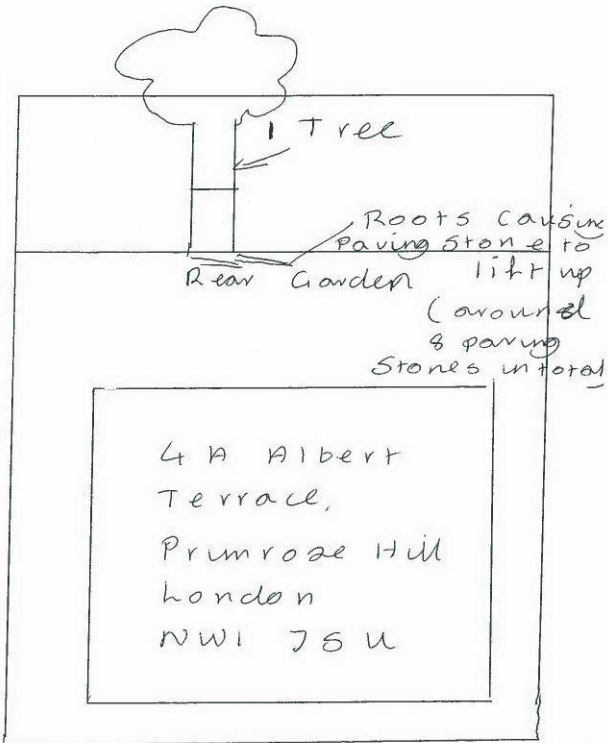 1 Tree
Roots causing
paving stone to
lift up
(around
8 paving
stones in total
Rear Garden
4A Albert
Terrace,
Primrose Hill
London
NW1 7SU